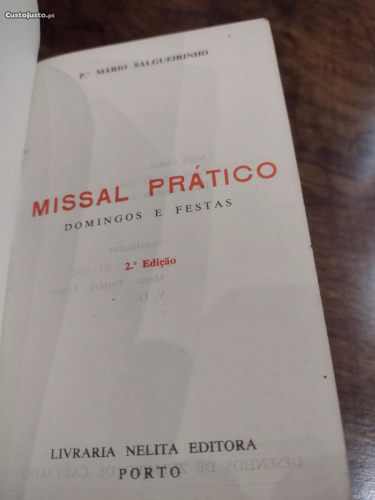 CustoJusto.pt
P.e MÁRIO SALGUEIRINHO
MISSAL PRÁTICO
DOMINGOS E FESTAS
2.ª Edição
LIVRARIA NELITA EDITORA
PORTO